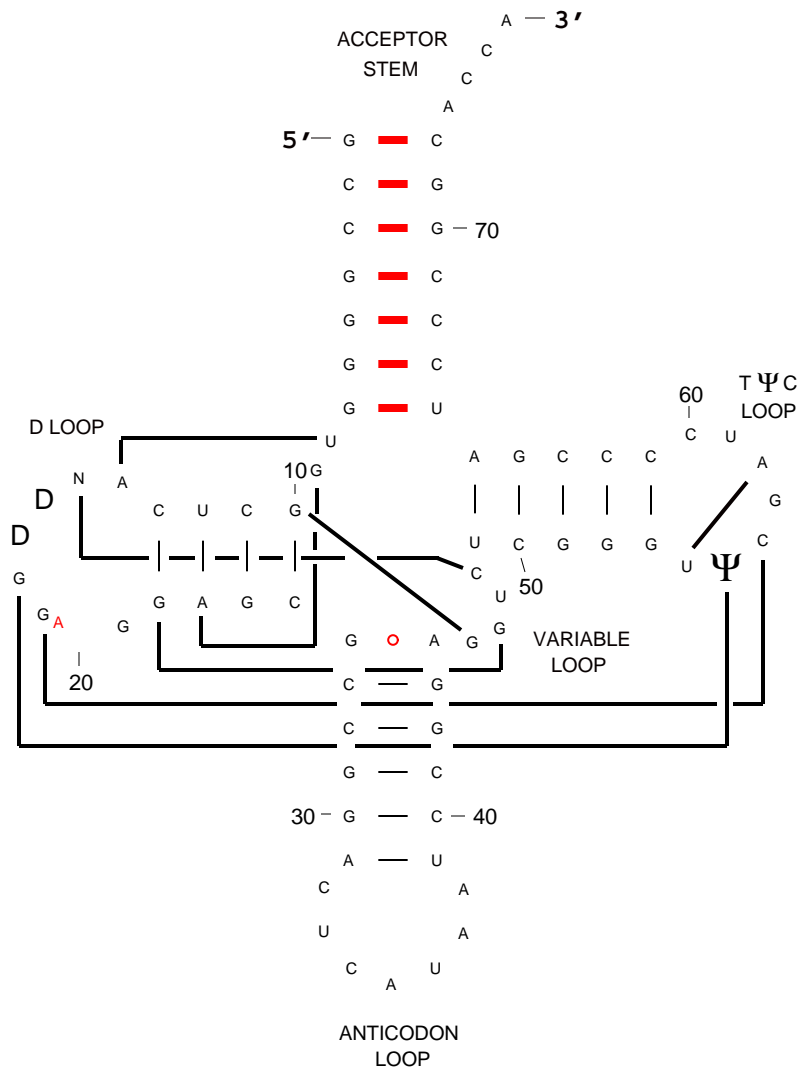 A 3'
ACCEPTOR
STEM
C
C
A
5' G C
C G
C G 70
G C
G C
G C
G U
T Ψ C
LOOP
60
C U
D LOOP
U
A G C C C
A
10 G
N A
D
C U C G
G
D
U C G G G U Ψ C
G
C 50
U
G A G C
G A G
G A G G
VARIABLE
LOOP
20
C G
C G
G C
30 G C 40
A U
C A
U A
C A U
ANTICODON
LOOP